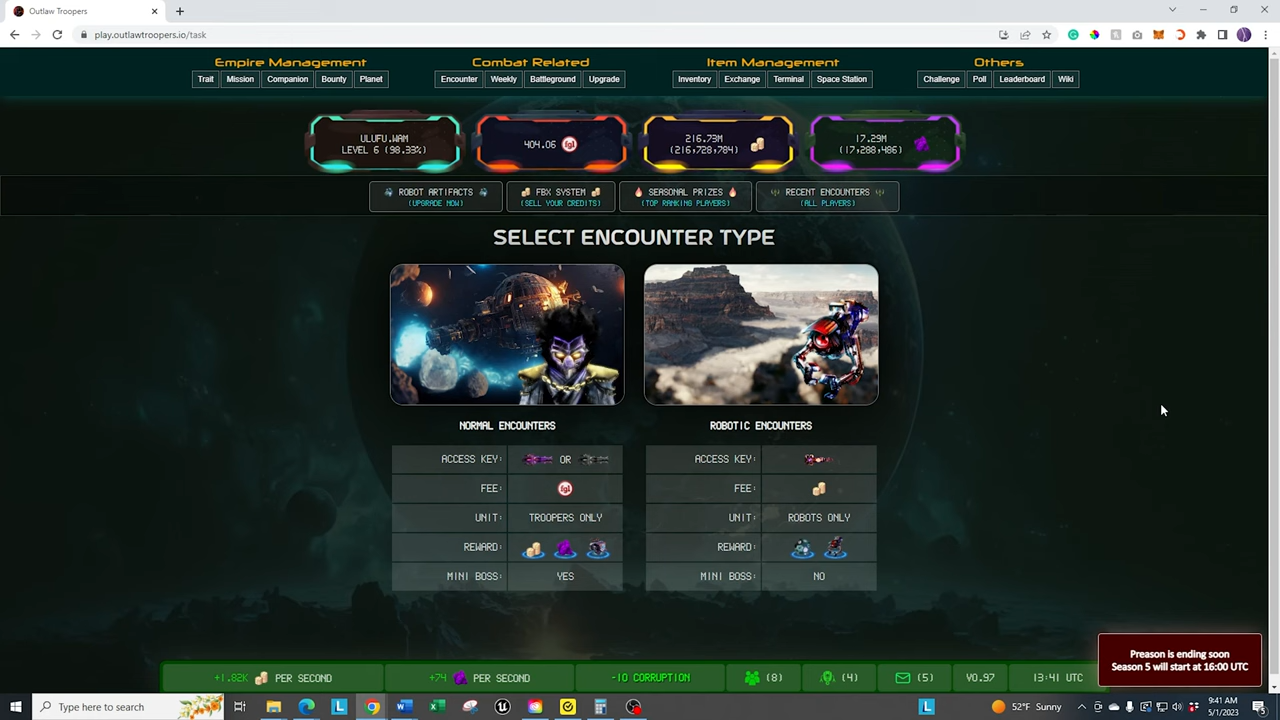 Outlaw Troopers
play.outlawtroopers.io/task
Empire Management
Combat Related
Item Management
Others
Trait Mission Companion Bounty Planet
Encounter Weekly Battleground Upgrade
Inventory Exchange Terminal Space Station
Challenge Poll Leaderboard Wiki
ULUFU.WAM
LEVEL 6 (98.33%)
404.06 fgl
216.73M
(216,728,784)
17.29M
(17,288,486)
ROBOT ARTIFACTS
(UPGRADE NOW)
FBX SYSTEM
(SELL YOUR CREDITS)
SEASONAL PRIZES
(TOP RANKING PLAYERS)
RECENT ENCOUNTERS
(ALL PLAYERS)
SELECT ENCOUNTER TYPE
NORMAL ENCOUNTERS
ACCESS KEY: OR
FEE: fgl
UNIT: TROOPERS ONLY
REWARD:
MINI BOSS: YES
ROBOTIC ENCOUNTERS
ACCESS KEY:
FEE:
UNIT: ROBOTS ONLY
REWARD:
MINI BOSS: NO
Preason is ending soon
Season 5 will start at 16:00 UTC
+1.82K PER SECOND
+74 PER SECOND
-10 CORRUPTION
(8)
(4)
(5)
V0.97
13:41 UTC
Type here to search
52°F Sunny
9:41 AM
5/1/2023